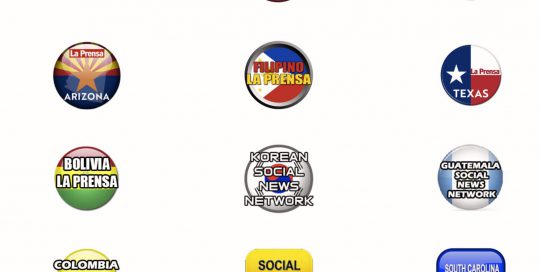 La Prensa
ARIZONA
FILIPINO
LA PRENSA
La Prensa
TEXAS
BOLIVIA
LA PRENSA
KOREAN
SOCIAL
NEWS
NETWORK
GUATEMALA
SOCIAL
NEWS
NETWORK
COLOMBIA
SOCIAL
SOUTH CAROLINA